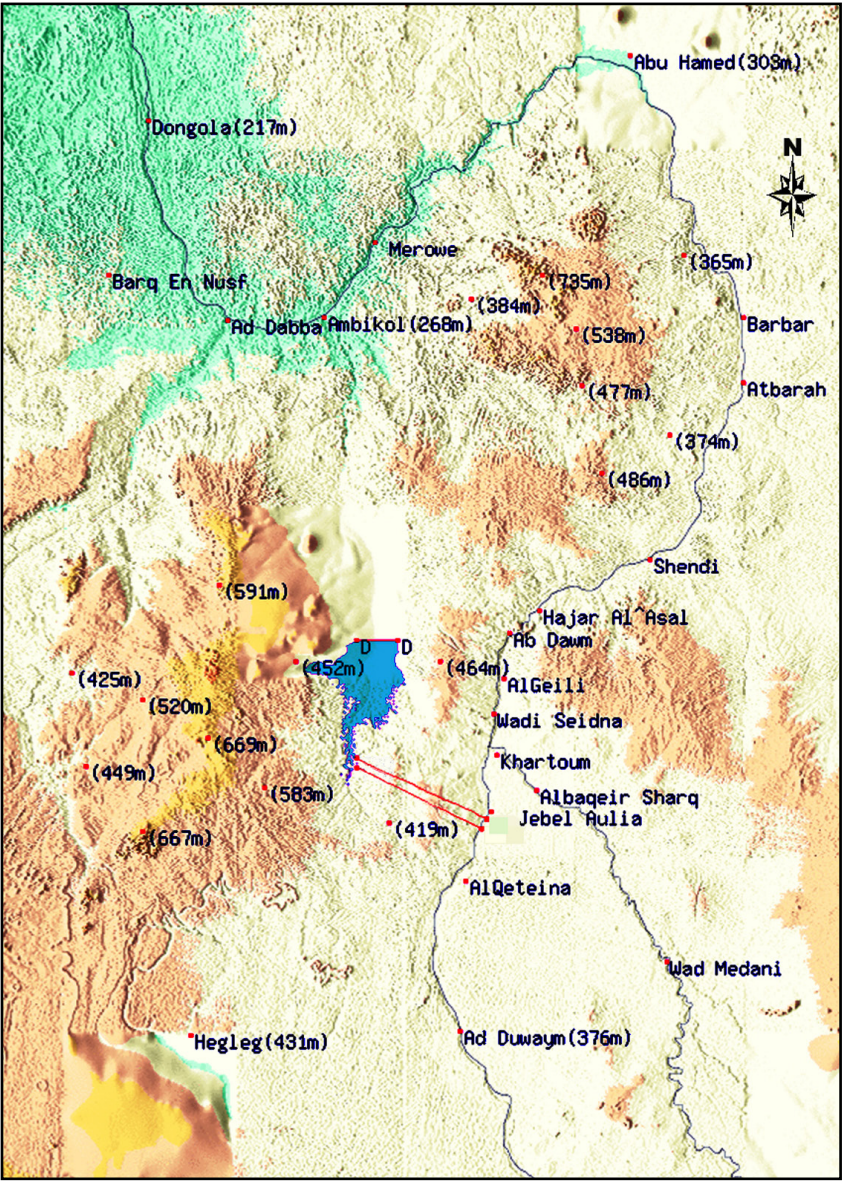 Abu Hamed(303m)
Dongola(217m)
N
Merowe
(365m)
Barq En Nusf
(735m)
(384m)
Ad Dabba
Ambikol(268m)
Barbar
(538m)
(477m)
Atbarah
(374m)
(486m)
Shendi
(591m)
Hajar Al^Asal
Ab Dawm
D D
(452m)
(464m)
(425m)
AlGeili
(520m)
Wadi Seidna
(669m)
Khartoum
(449m)
(583m)
Albaqeir Sharq
Jebel Aulia
(419m)
(667m)
AlQeteina
Wad Medani
Ad Duwaym(376m)
Hegleg(431m)